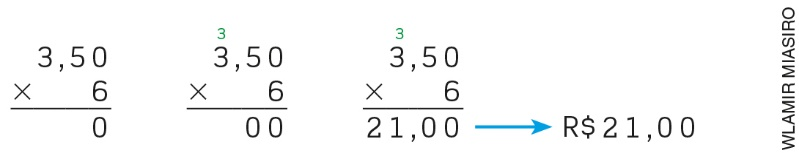 3 3
3,50 3,50 3,50
× 6 × 6 × 6
0 00 21,00 → R$ 21,00
WLAMIR MIASIRO